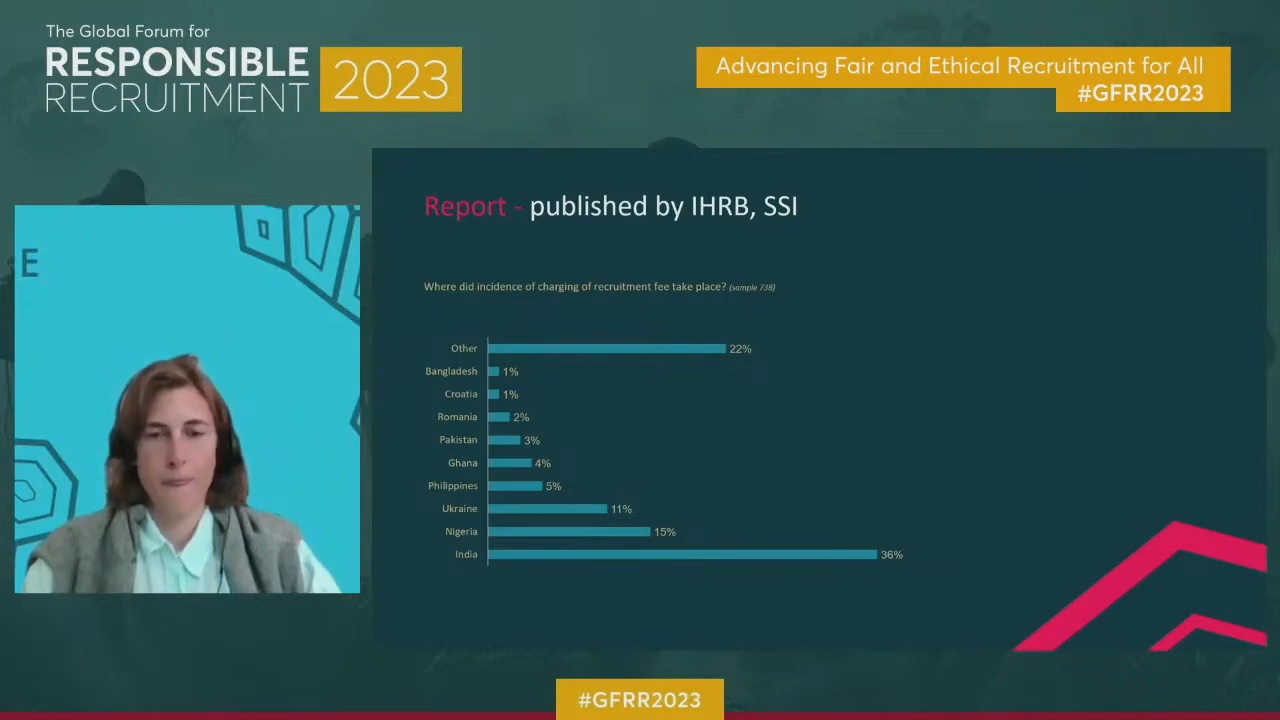 The Global Forum for
RESPONSIBLE
RECRUITMENT
2023
Advancing Fair and Ethical Recruitment for All
#GFRR2023
E
Report - published by IHRB, SSI
Where did incidence of charging of recruitment fee take place? (sample 738)
Other 22%
Bangladesh 1%
Croatia 1%
Romania 2%
Pakistan 3%
Ghana 4%
Philippines 5%
Ukraine 11%
Nigeria 15%
India 36%
#GFRR2023